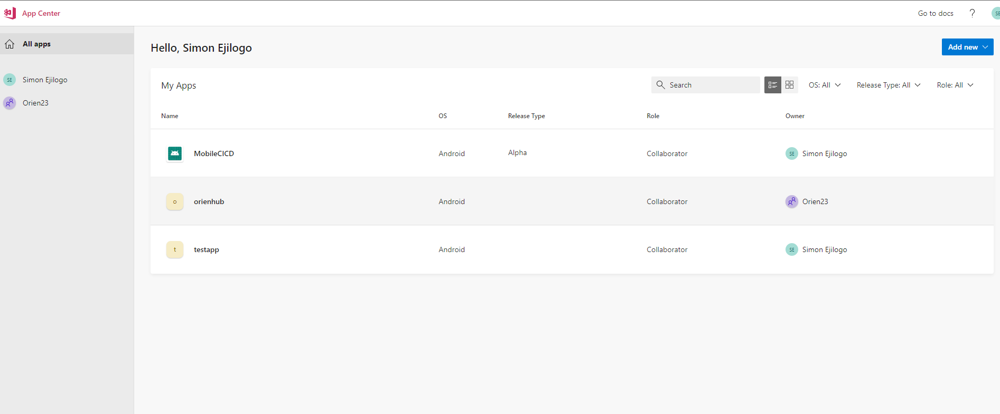 App Center
Go to docs ? SE
All apps
SE Simon Ejilogo
Orien23
Hello, Simon Ejilogo
Add new
My Apps
Search
OS: All Release Type: All Role: All
Name OS Release Type Role Owner
MobileCICD Android Alpha Collaborator SE Simon Ejilogo
o orienhub Android Collaborator Orien23
t testapp Android Collaborator SE Simon Ejilogo